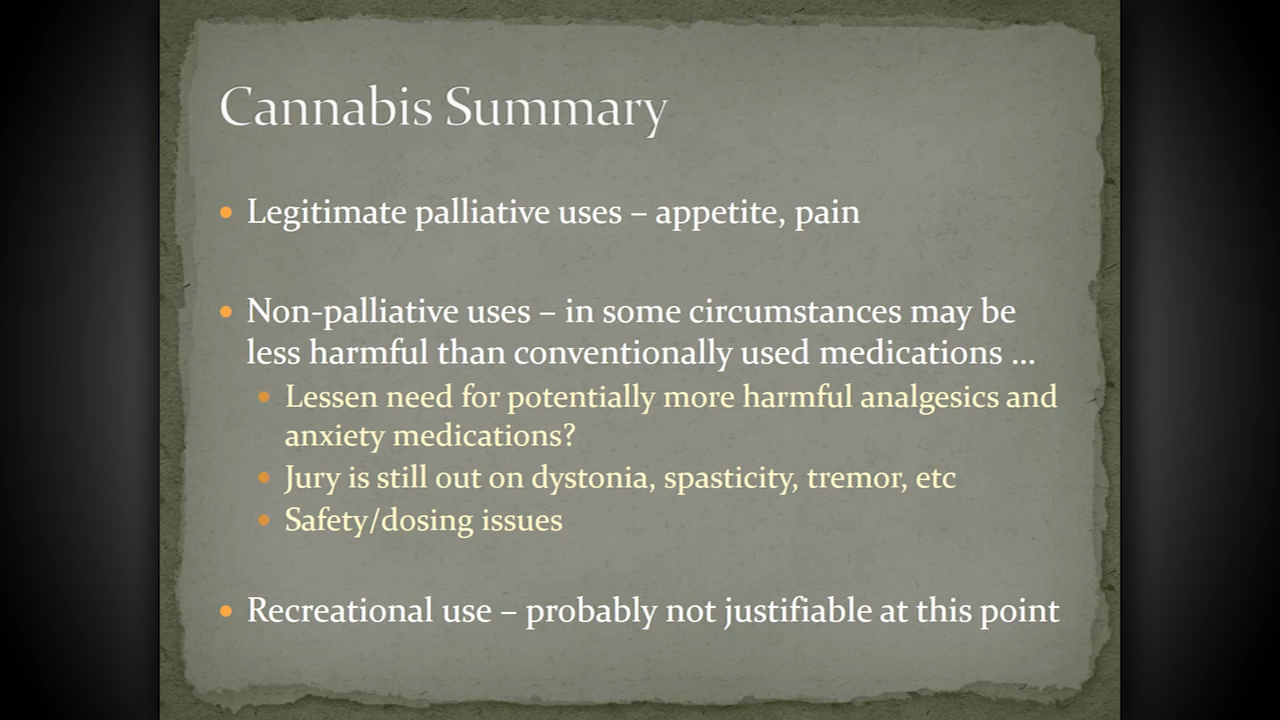 Cannabis Summary
• Legitimate palliative uses – appetite, pain
• Non-palliative uses – in some circumstances may be
less harmful than conventionally used medications ...
• Lessen need for potentially more harmful analgesics and
anxiety medications?
• Jury is still out on dystonia, spasticity, tremor, etc
• Safety/dosing issues
• Recreational use – probably not justifiable at this point